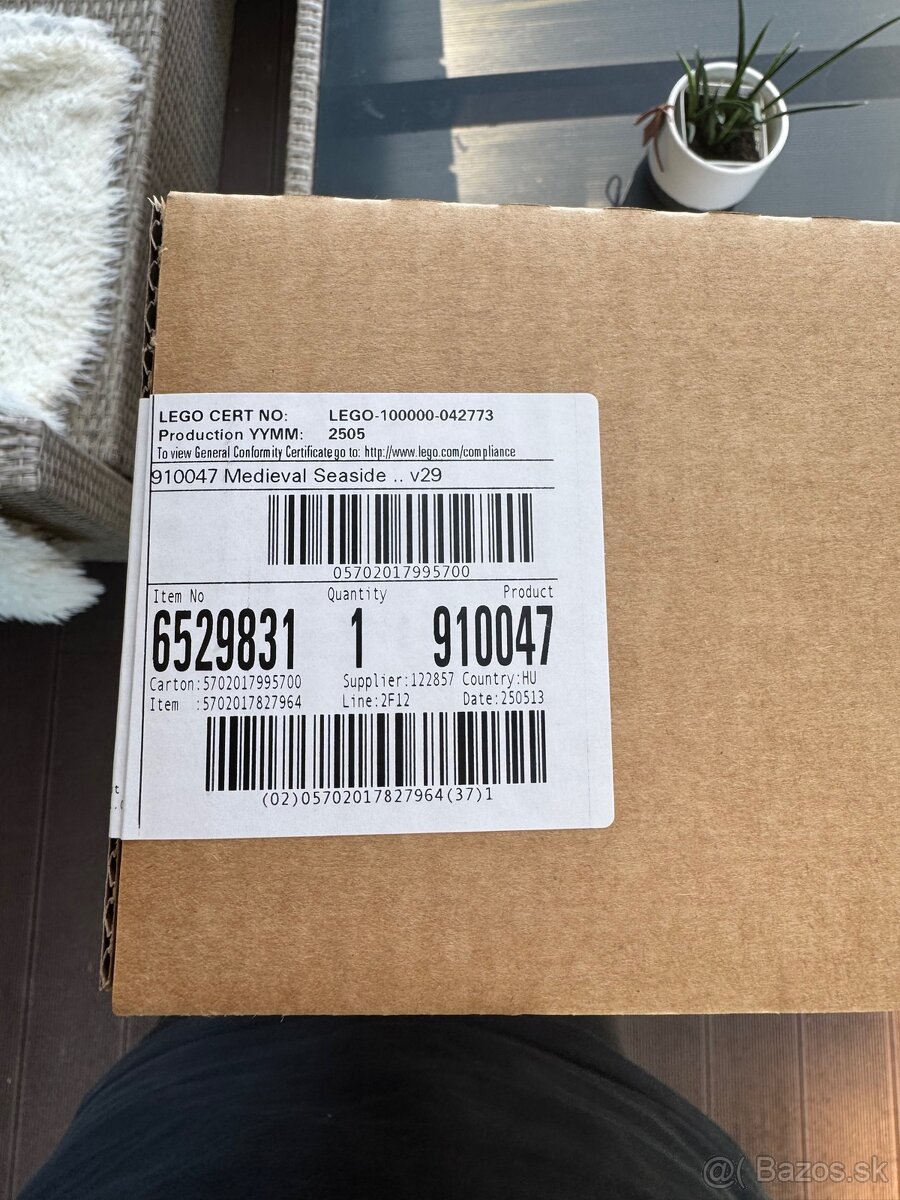 LEGO CERT NO: LEGO-100000-042773
Production YYMM: 2505
To view General Conformity Certificate go to: http://www.lego.com/compliance
910047 Medieval Seaside .. v29
05702017995700
Item No Quantity Product
6529831 1 910047
Carton:5702017995700 Supplier:122857 Country:HU
Item :5702017827964 Line:2F12 Date:250513
(02)05702017827964(37)1
@( Bazos.sk